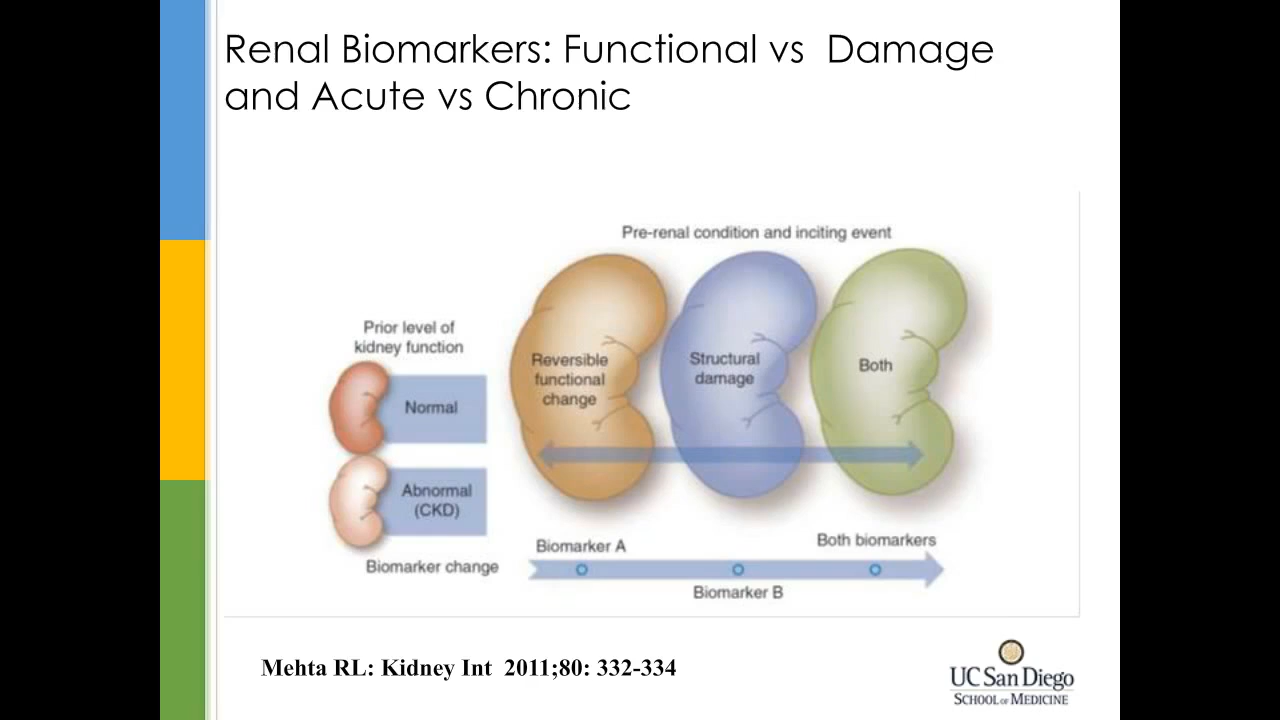 Renal Biomarkers: Functional vs  Damage
and Acute vs Chronic
Pre-renal condition and inciting event
Prior level of
kidney function
Normal
Abnormal
(CKD)
Reversible
functional
change
Structural
damage
Both
Biomarker change
Biomarker A
Biomarker B
Both biomarkers
Mehta RL: Kidney Int  2011;80: 332-334
UC San Diego
SCHOOL OF MEDICINE